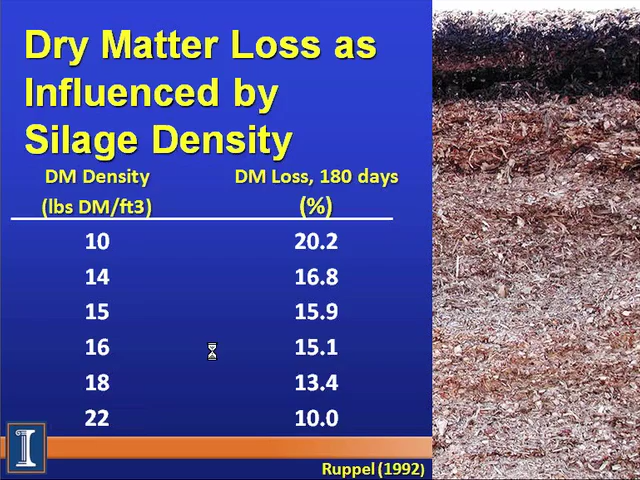 Dry Matter Loss as
Influenced by
Silage Density
DM Density DM Loss, 180 days
(lbs DM/ft3) (%)
10 20.2
14 16.8
15 15.9
16 15.1
18 13.4
22 10.0
I
Ruppel (1992)